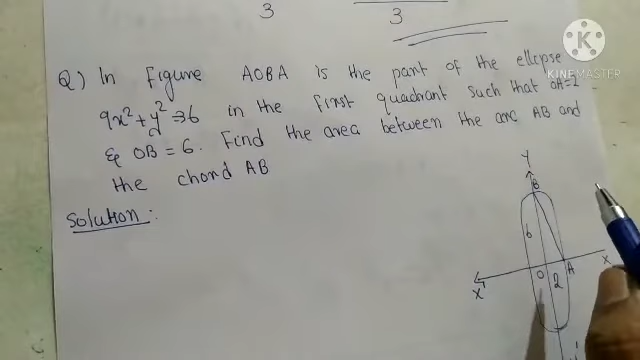 3
3
Q) In Figure AOBA is the part of the ellepse
9x² + y² = 36 in the first quadrant such that OA=2
& OB = 6. Find the area between the arc AB and
the chord AB
Solution:
KINEMASTER
Y
B
6
O
2
A
X
X'